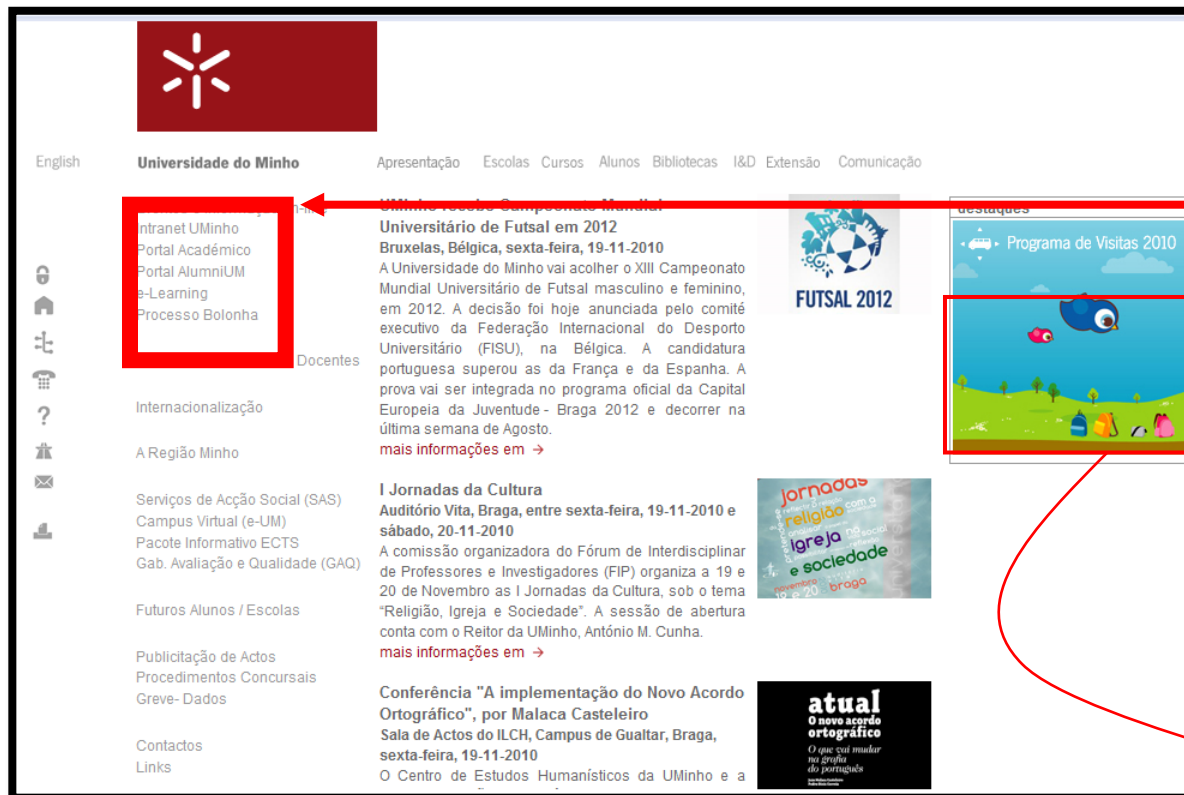 English
Universidade do Minho
Apresentação Escolas Cursos Alunos Bibliotecas I&D Extensão Comunicação
Intranet UMinho
Portal Académico
Portal AlumniUM
e-Learning
Processo Bolonha
Docentes
Internacionalização
A Região Minho
Serviços de Acção Social (SAS)
Campus Virtual (e-UM)
Pacote Informativo ECTS
Gab. Avaliação e Qualidade (GAQ)
Futuros Alunos / Escolas
Publicitação de Actos
Procedimentos Concursais
Greve- Dados
Contactos
Links
UMinho recebe Campeonato Mundial
Universitário de Futsal em 2012
Bruxelas, Bélgica, sexta-feira, 19-11-2010
A Universidade do Minho vai acolher o XIII Campeonato
Mundial Universitário de Futsal masculino e feminino,
em 2012. A decisão foi hoje anunciada pelo comité
executivo da Federação Internacional do Desporto
Universitário (FISU), na Bélgica. A candidatura
portuguesa superou as da França e da Espanha. A
prova vai ser integrada no programa oficial da Capital
Europeia da Juventude - Braga 2012 e decorrer na
última semana de Agosto.
mais informações em →
FUTSAL 2012
I Jornadas da Cultura
Auditório Vita, Braga, entre sexta-feira, 19-11-2010 e
sábado, 20-11-2010
A comissão organizadora do Fórum de Interdisciplinar
de Professores e Investigadores (FIP) organiza a 19 e
20 de Novembro as I Jornadas da Cultura, sob o tema
“Religião, Igreja e Sociedade”. A sessão de abertura
conta com o Reitor da UMinho, António M. Cunha.
mais informações em →
jornadas
religião
igreja
e sociedade
novembro
19 e 20 braga
Conferência "A implementação do Novo Acordo
Ortográfico", por Malaca Casteleiro
Sala de Actos do ILCH, Campus de Gualtar, Braga,
sexta-feira, 19-11-2010
O Centro de Estudos Humanísticos da UMinho e a
atual
O novo acordo
ortográfico
O que vai mudar
na grafia
do português
destaques
Programa de Visitas 2010